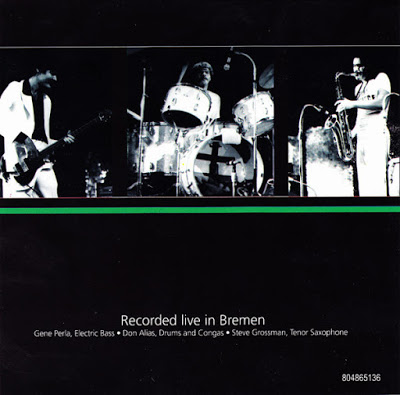 Recorded live in Bremen
Gene Perla, Electric Bass • Don Alias, Drums and Congas • Steve Grossman, Tenor Saxophone
804865136